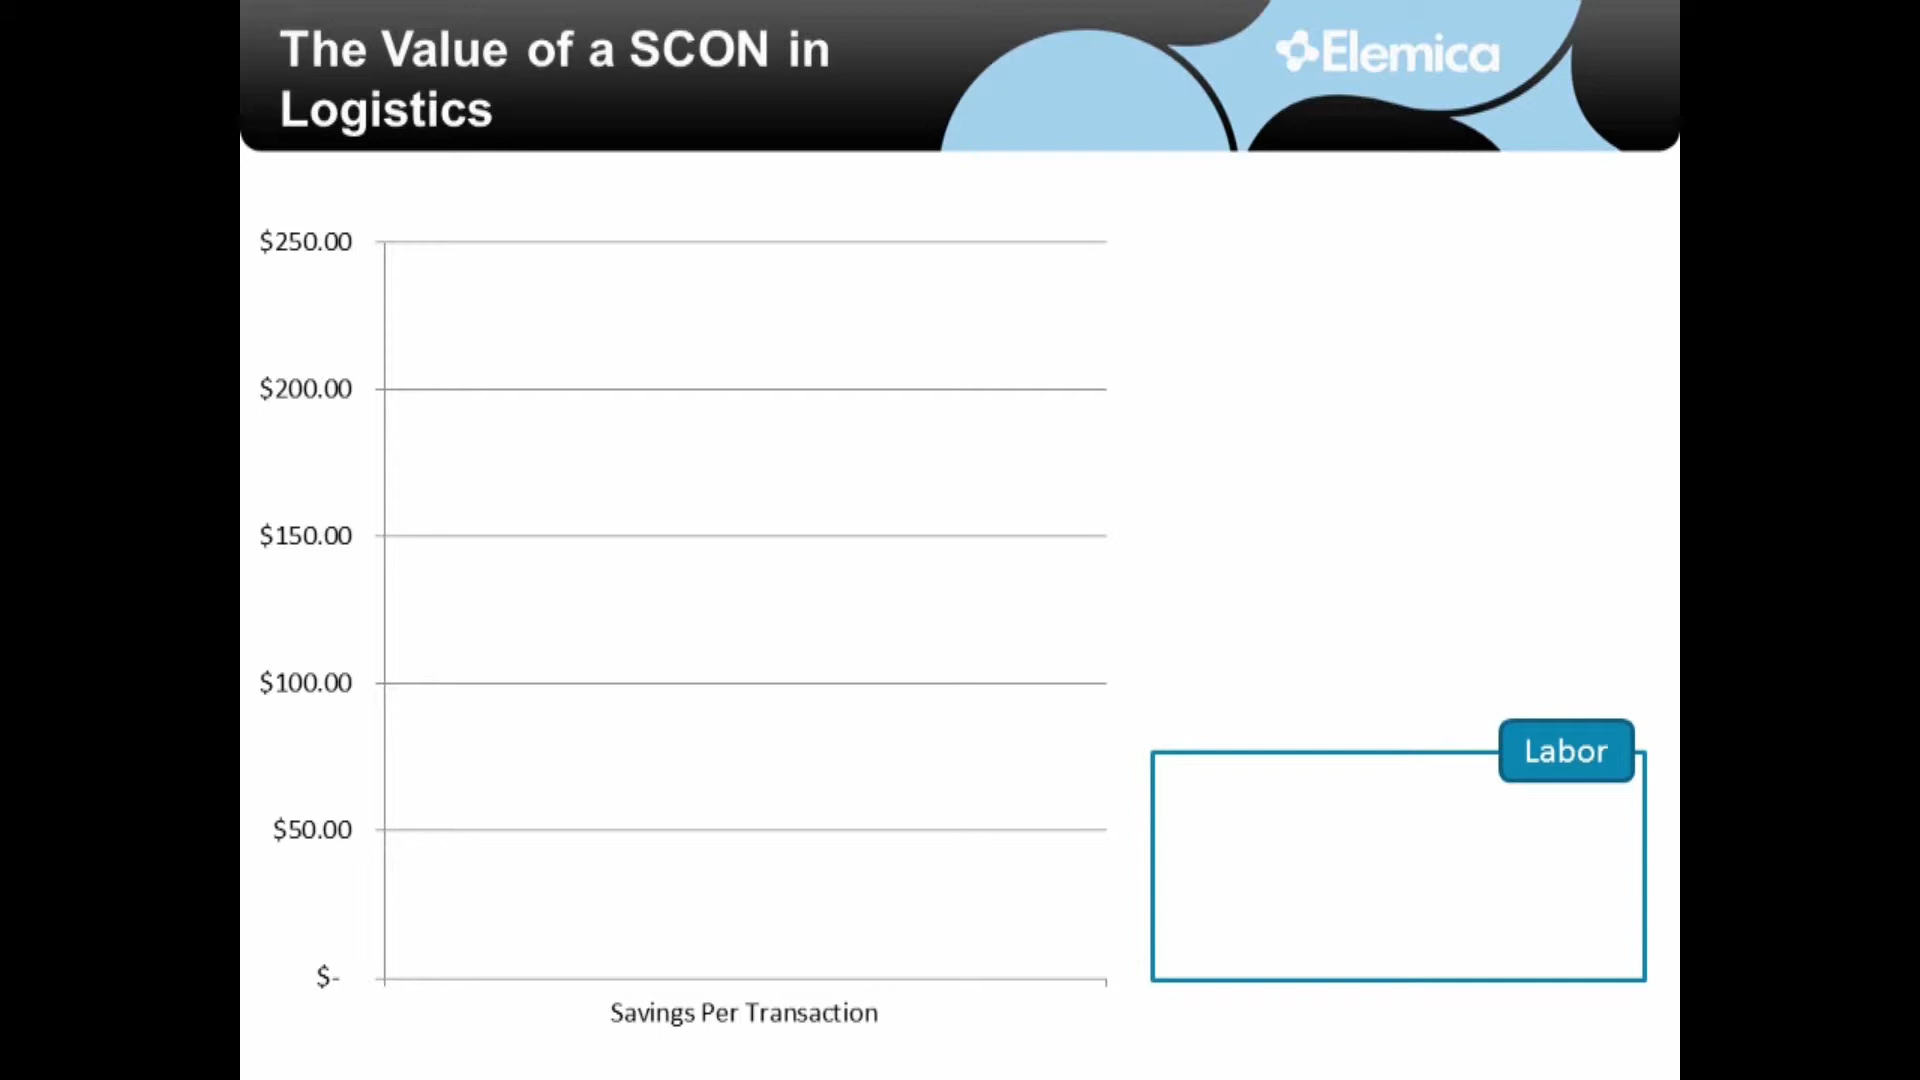 The Value of a SCON in
Logistics
Elemica
$250.00
$200.00
$150.00
$100.00
$50.00
$-
Savings Per Transaction
Labor